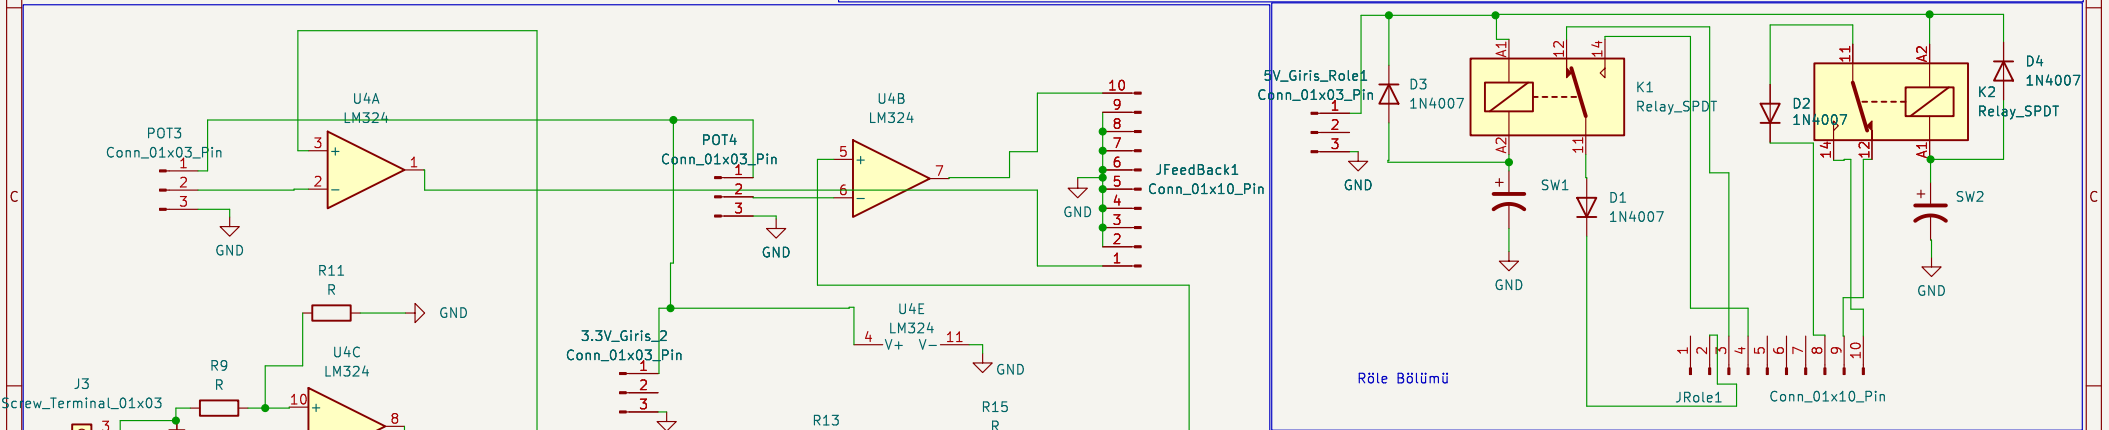 C
POT3
Conn_01x03_Pin
1
2
3
GND
U4A
LM324
3
+
2
−
1
POT4
Conn_01x03_Pin
1
2
3
GND
U4B
LM324
5
+
6
−
7
10
9
8
7
6
5
4
3
2
1
GND
JFeedBack1
Conn_01x10_Pin
R11
R
GND
U4C
LM324
10
+
8
R9
R
J3
Screw_Terminal_01x03
3
3.3V_Giris_2
Conn_01x03_Pin
1
2
3
U4E
LM324
4
V+
V−
11
GND
R13
R15
R
5V_Giris_Role1
Conn_01x03_Pin
1
2
3
GND
D3
1N4007
A1
12
14
A2
11
K1
Relay_SPDT
+
SW1
GND
D1
1N4007
D2
1N4007
11
A2
14
12
A1
K2
Relay_SPDT
D4
1N4007
+
SW2
GND
Röle Bölümü
1
2
3
4
5
6
7
8
9
10
JRole1
Conn_01x10_Pin
C